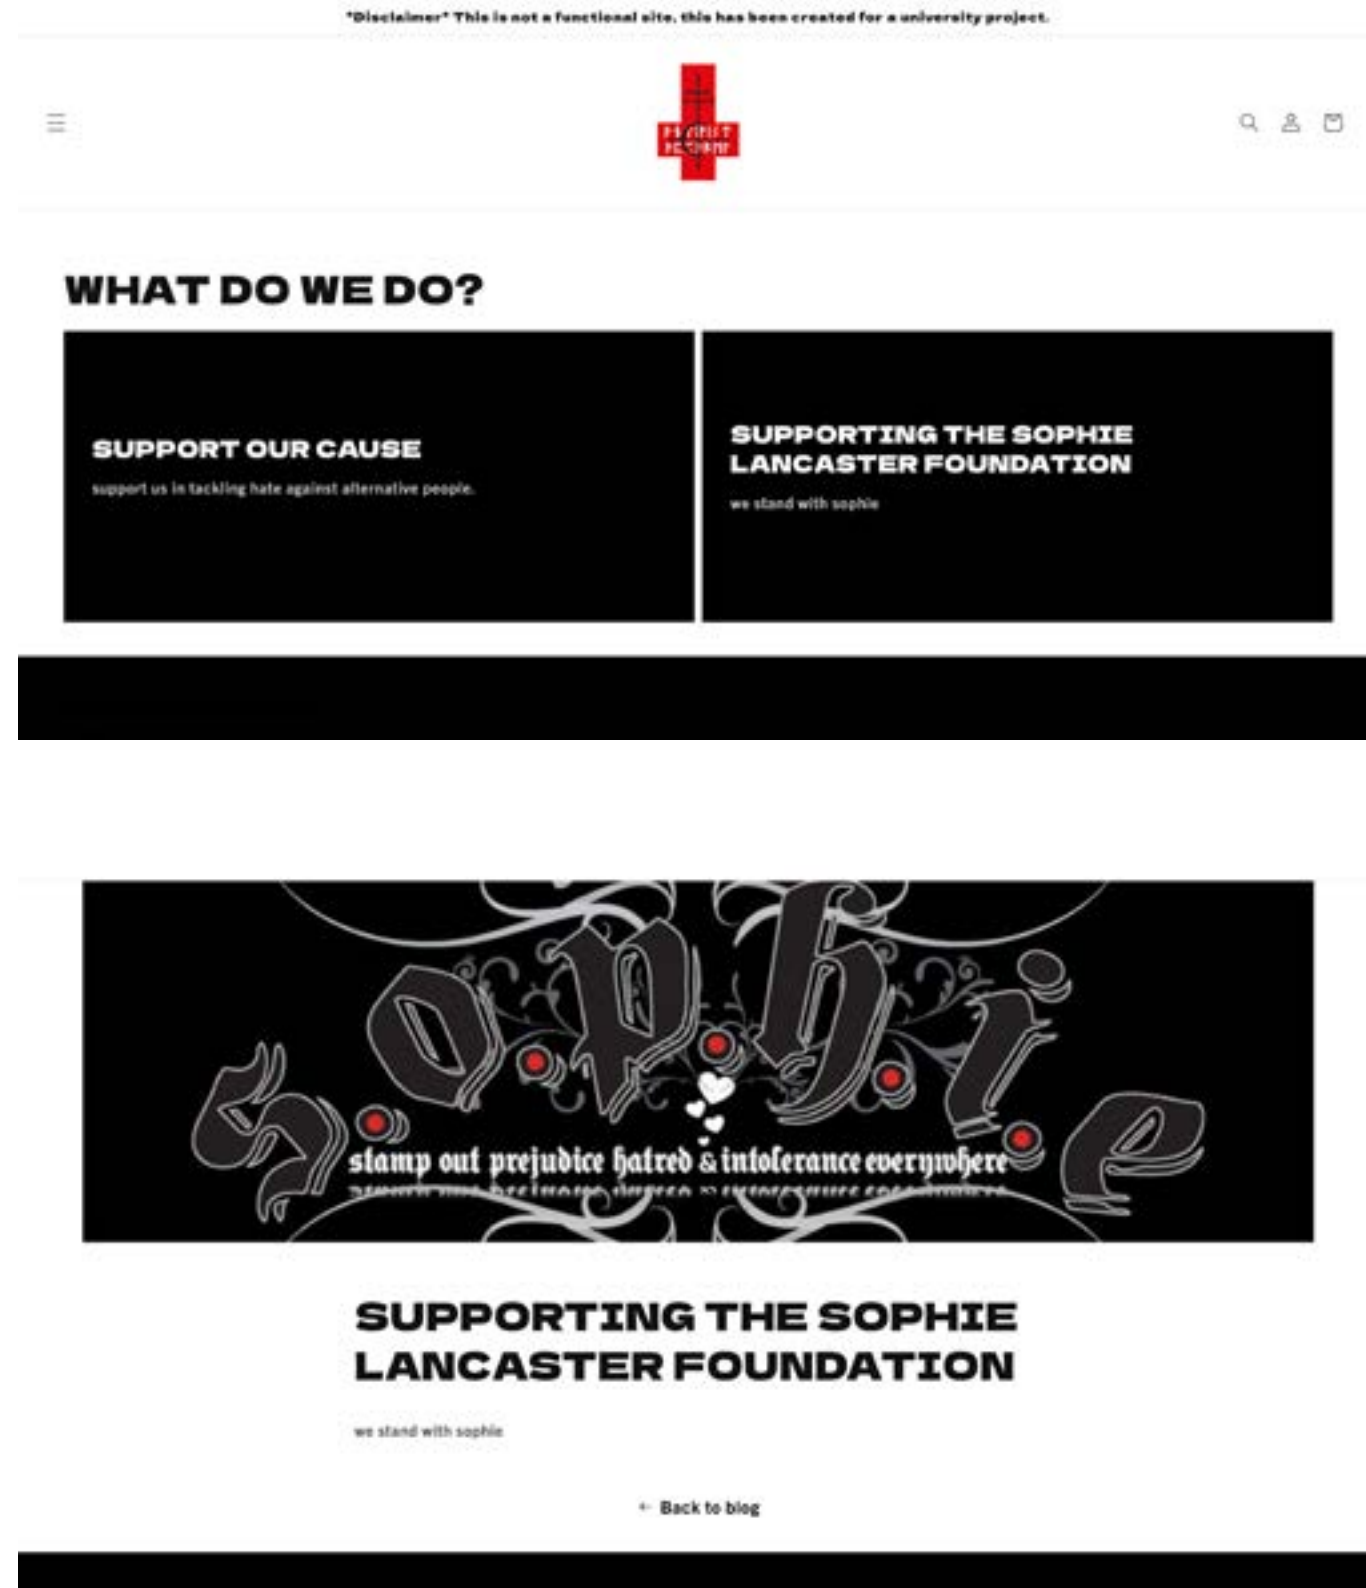 *Disclaimer* This is not a functional site, this has been created for a university project.
WHAT DO WE DO?
SUPPORT OUR CAUSE
support us in tackling hate against alternative people.
SUPPORTING THE SOPHIE
LANCASTER FOUNDATION
we stand with sophie
s.o.p.h.i.e
stamp out prejudice hatred & intolerance everywhere
SUPPORTING THE SOPHIE
LANCASTER FOUNDATION
we stand with sophie
← Back to blog